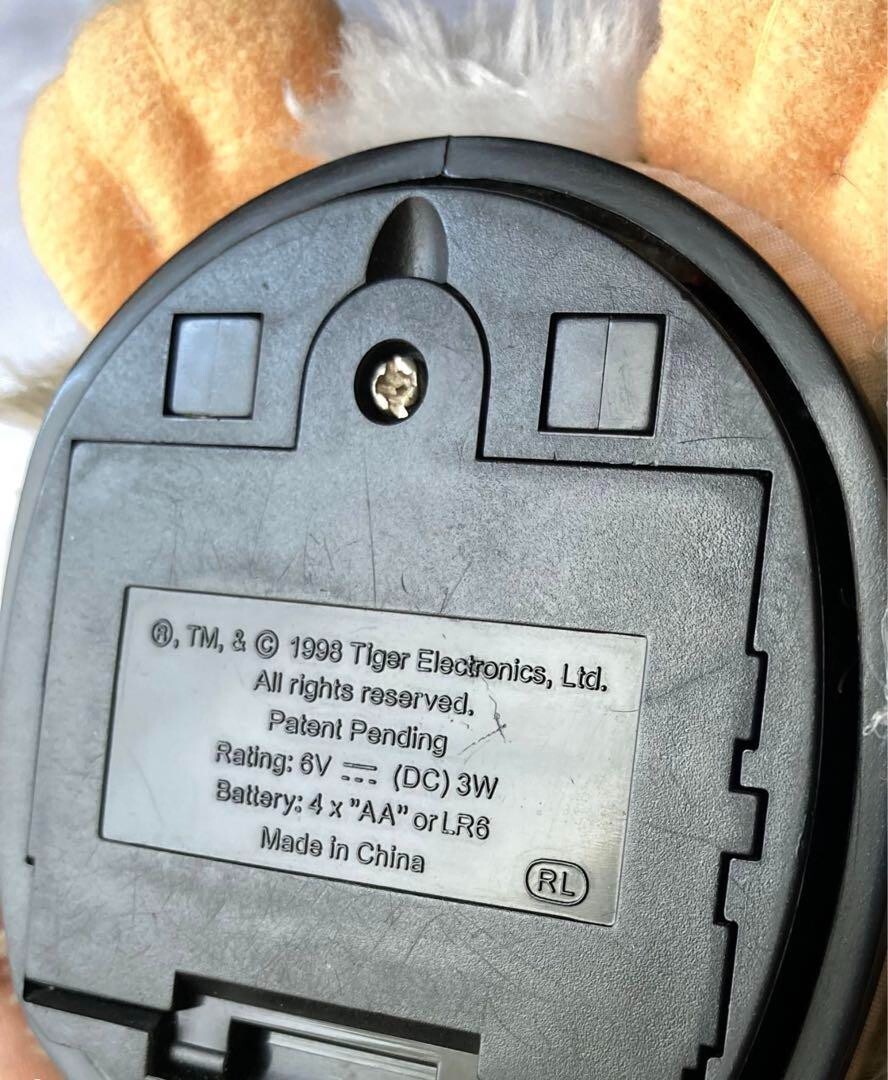 ®, TM, & © 1998 Tiger Electronics, Ltd.
All rights reserved.
Patent Pending
Rating: 6V ⎓ (DC) 3W
Battery: 4 x "AA" or LR6
Made in China
RL